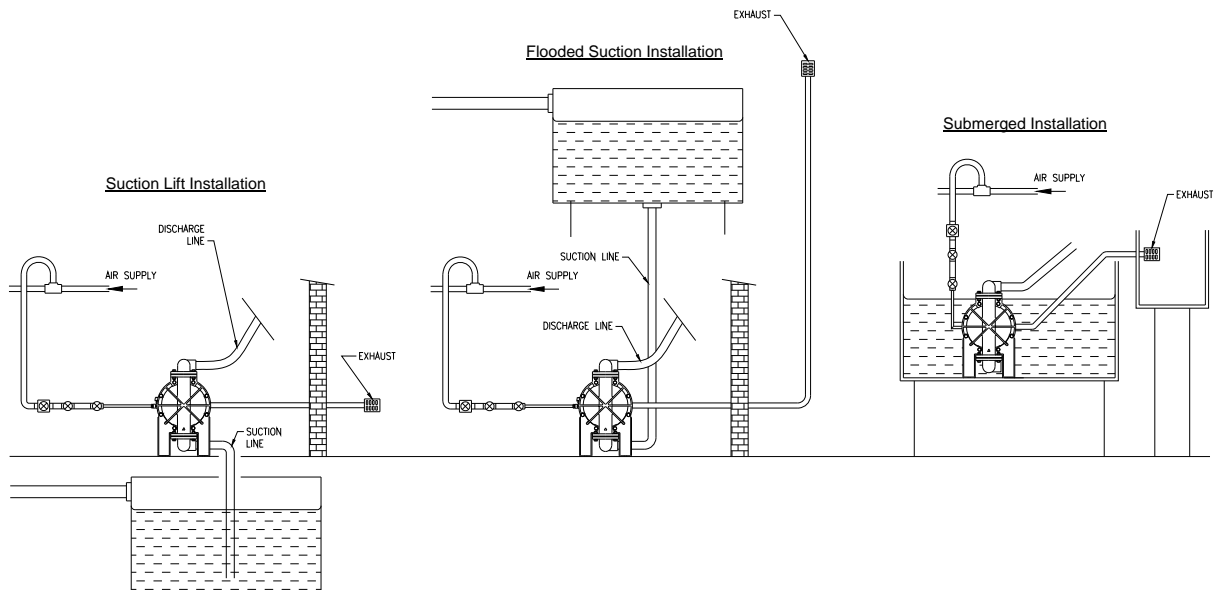 Suction Lift Installation
DISCHARGE
LINE
AIR SUPPLY
EXHAUST
SUCTION
LINE
Flooded Suction Installation
EXHAUST
SUCTION LINE
AIR SUPPLY
DISCHARGE LINE
Submerged Installation
AIR SUPPLY
EXHAUST